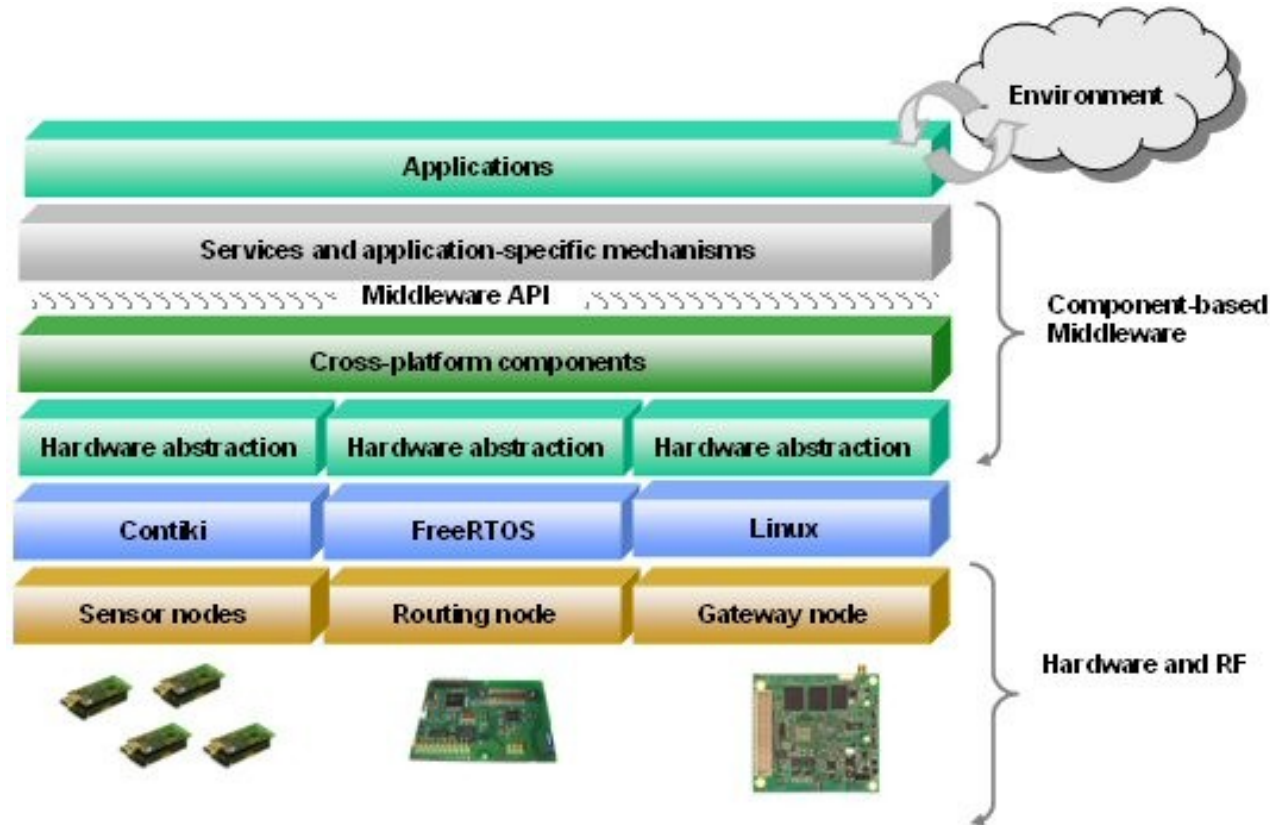 Environment
Applications
Services and application-specific mechanisms
Middleware API
Component-based
Middleware
Cross-platform components
Hardware abstraction Hardware abstraction Hardware abstraction
Contiki FreeRTOS Linux
Sensor nodes Routing node Gateway node
Hardware and RF